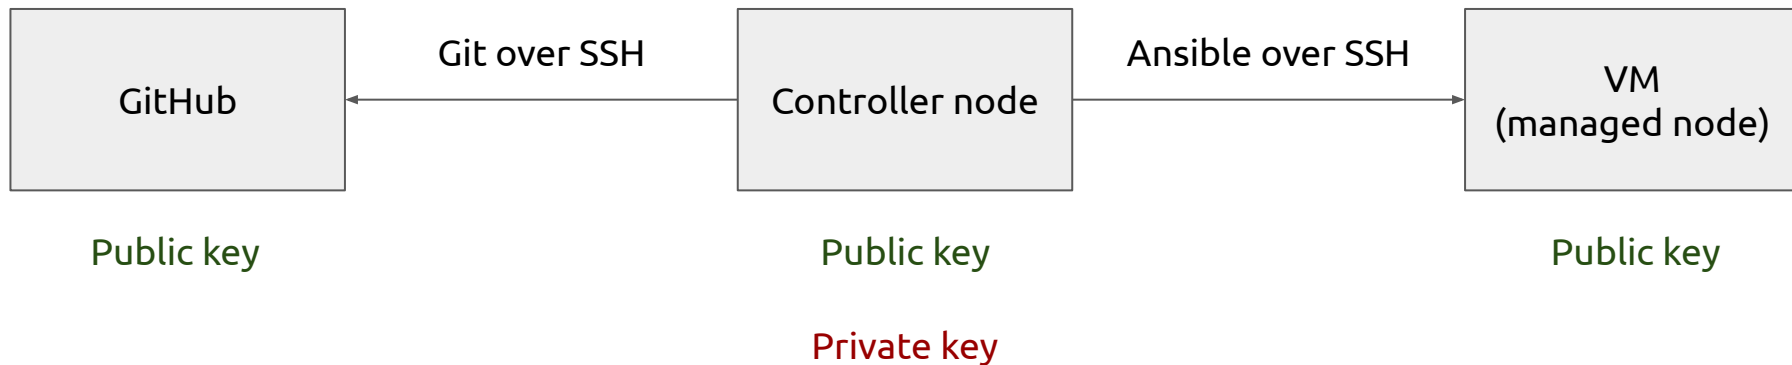 GitHub
Git over SSH
Controller node
Ansible over SSH
VM
(managed node)
Public key
Public key
Public key
Private key